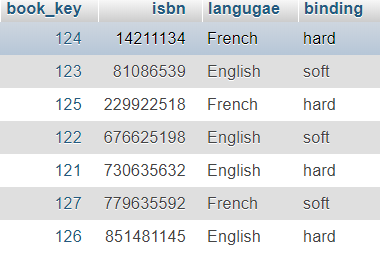 book_key isbn langugae binding
124 14211134 French hard
123 81086539 English soft
125 229922518 French hard
122 676625198 English soft
121 730635632 English hard
127 779635592 French soft
126 851481145 English hard